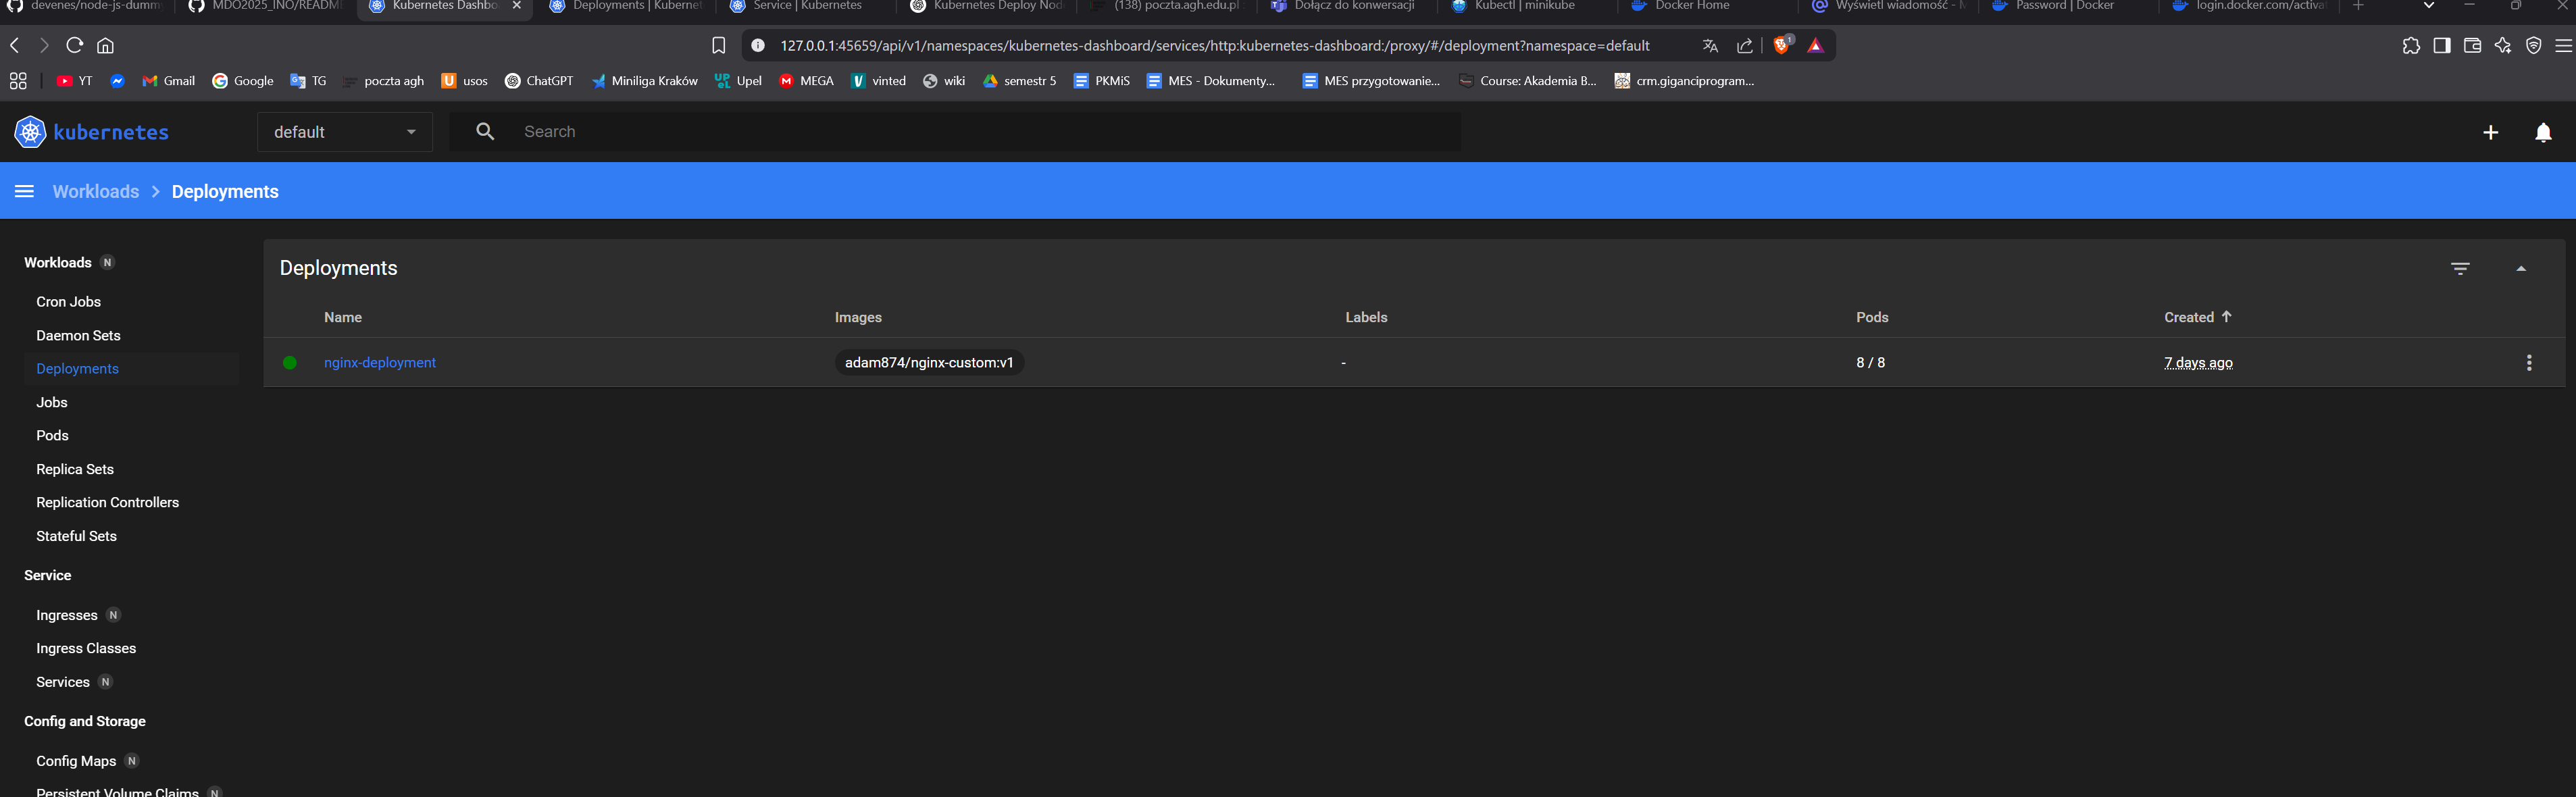 devenes/node-js-dumm
MDO2025_INO/READM
Kubernetes Dashbo
Deployments | Kubernet
Service | Kubernetes
Kubernetes Deploy Nod
(138) poczta.agh.edu.pl
Dołącz do konwersacji
Kubectl | minikube
Docker Home
Wyświetl wiadomość -
Password | Docker
login.docker.com/activa
127.0.0.1:45659/api/v1/namespaces/kubernetes-dashboard/services/http:kubernetes-dashboard:/proxy/#/deployment?namespace=default
1
YT
Gmail
Google
TG
poczta agh
usos
ChatGPT
Miniliga Kraków
Upel
MEGA
vinted
wiki
semestr 5
PKMiS
MES - Dokumenty...
MES przygotowanie...
Course: Akademia B...
crm.giganciprogram...
kubernetes
default
Search
Workloads > Deployments
Workloads N
Cron Jobs
Daemon Sets
Deployments
Jobs
Pods
Replica Sets
Replication Controllers
Stateful Sets
Service
Ingresses N
Ingress Classes
Services N
Config and Storage
Config Maps N
Persistent Volume Claims N
Deployments
Name Images Labels Pods Created
nginx-deployment adam874/nginx-custom:v1 - 8 / 8 7 days ago